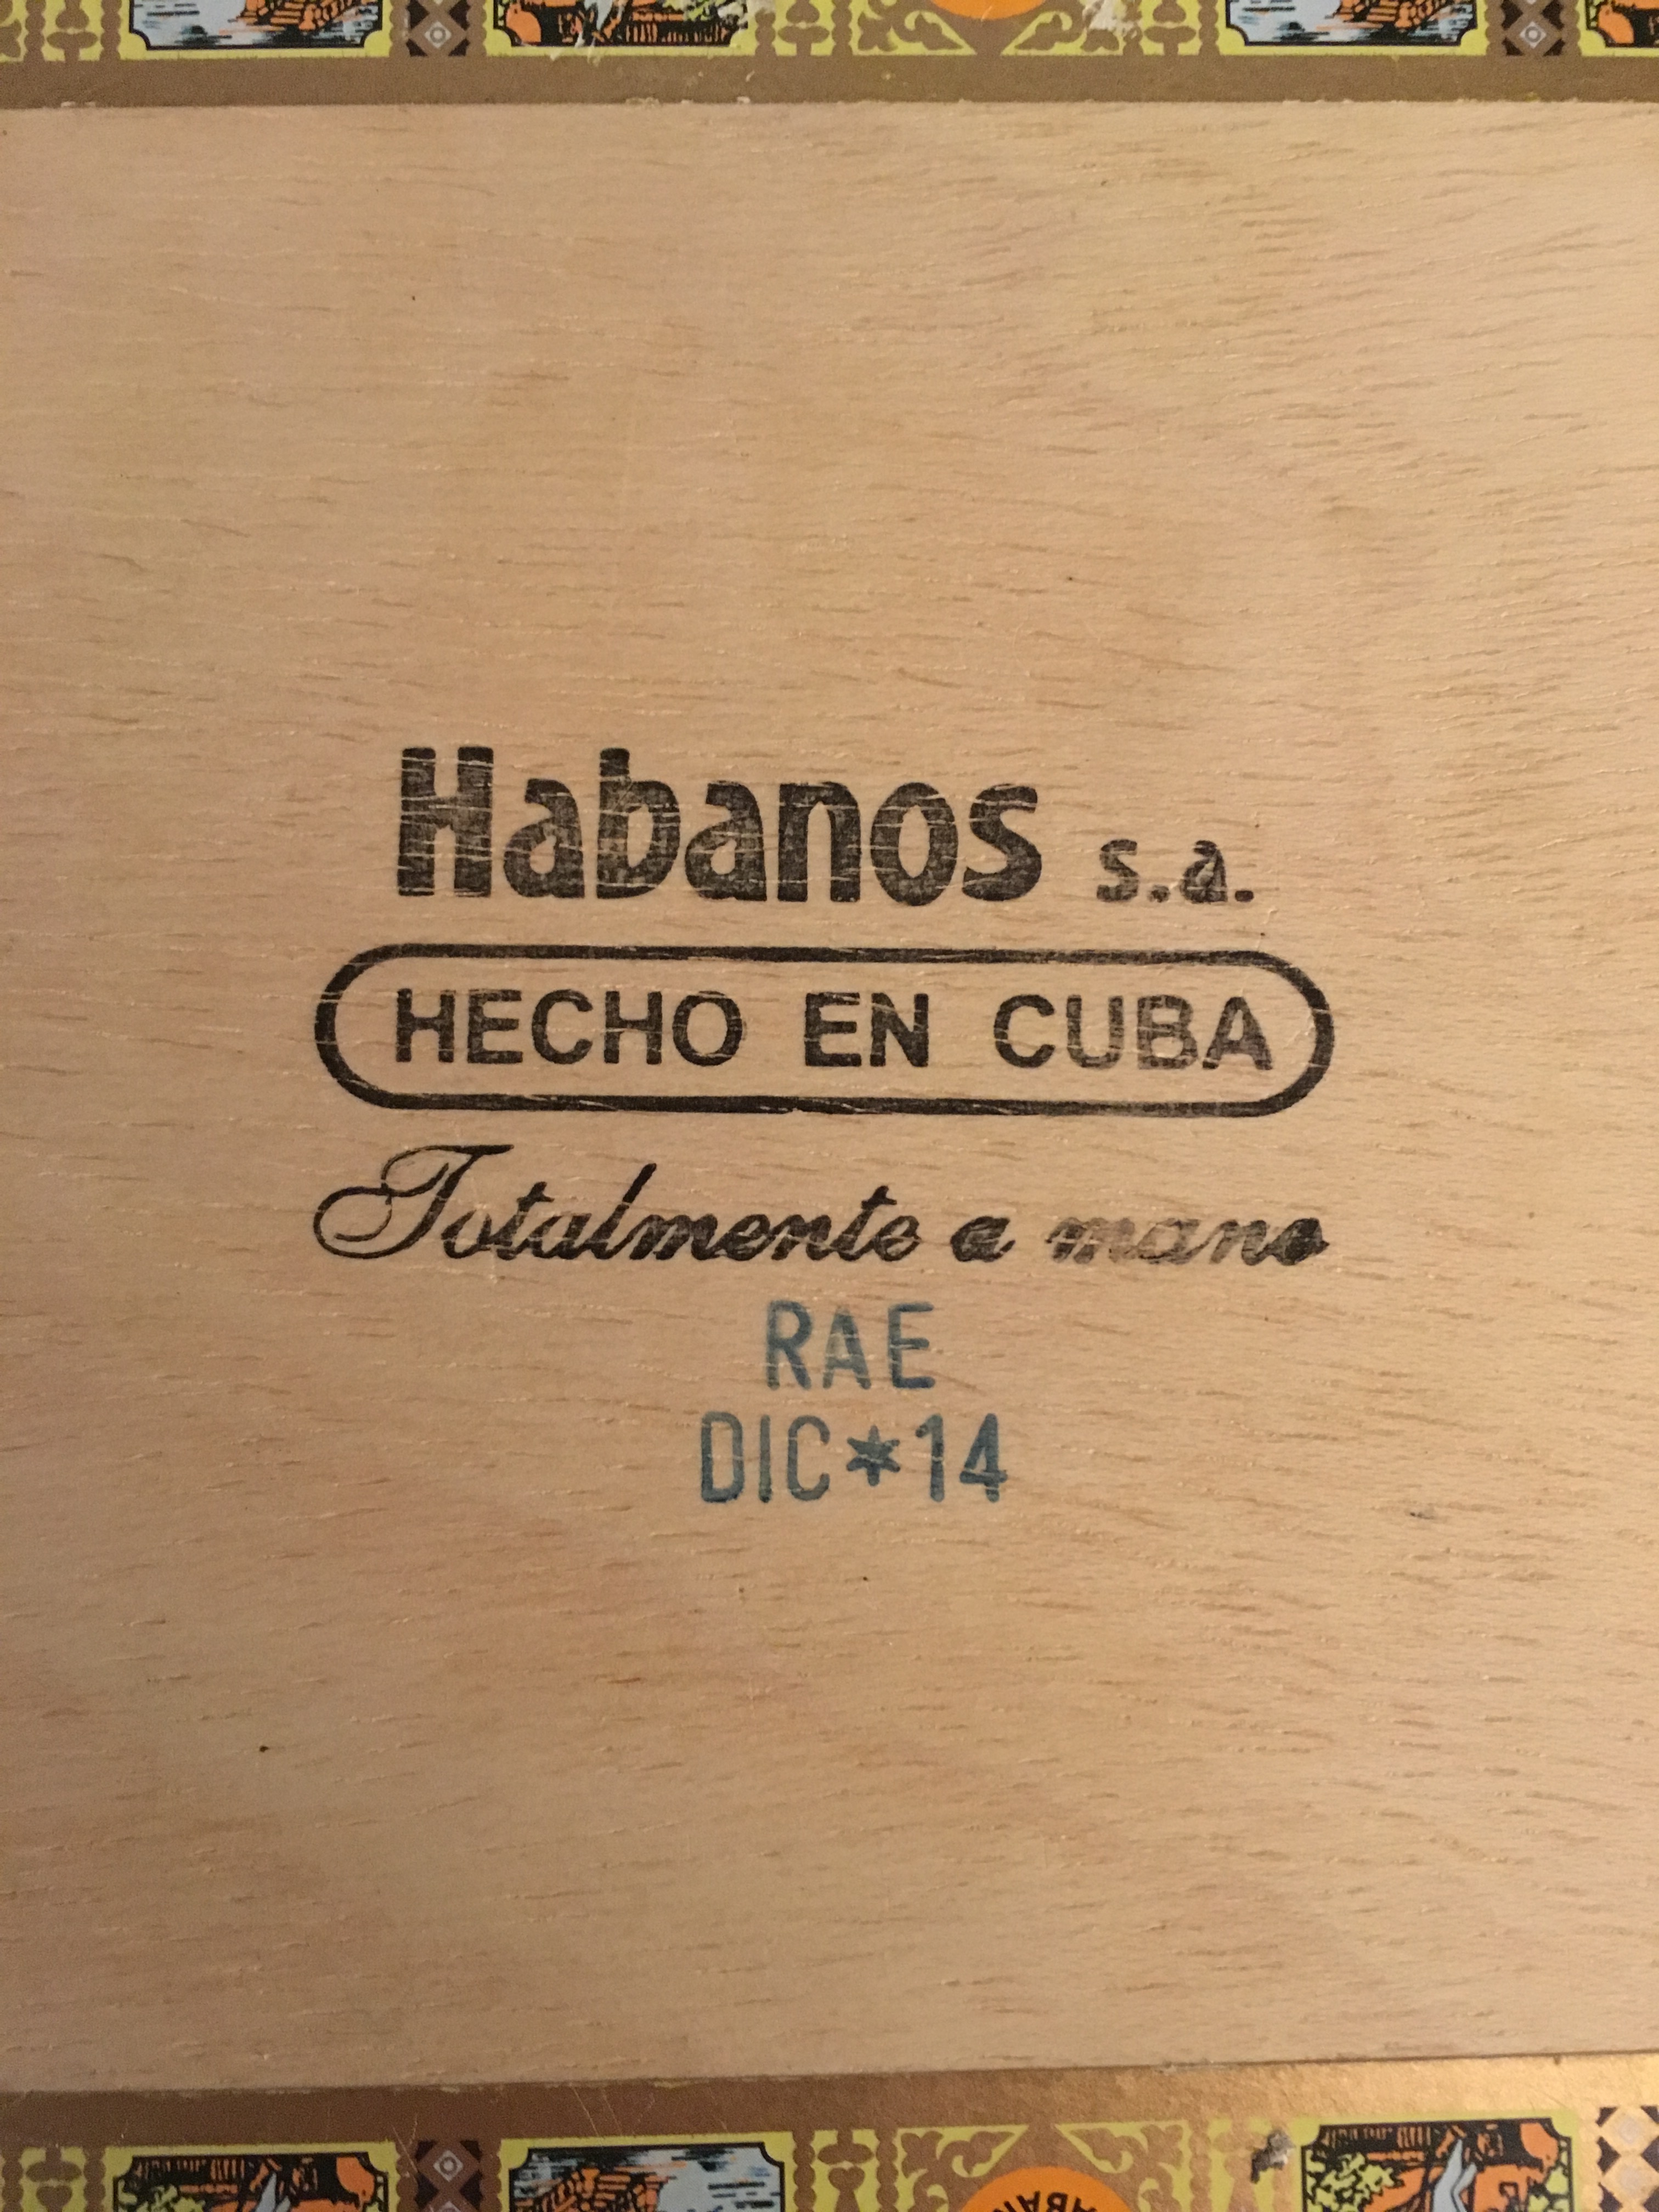 Habanos s.a.
HECHO EN CUBA
Totalmente a mano
RAE
DIC*14